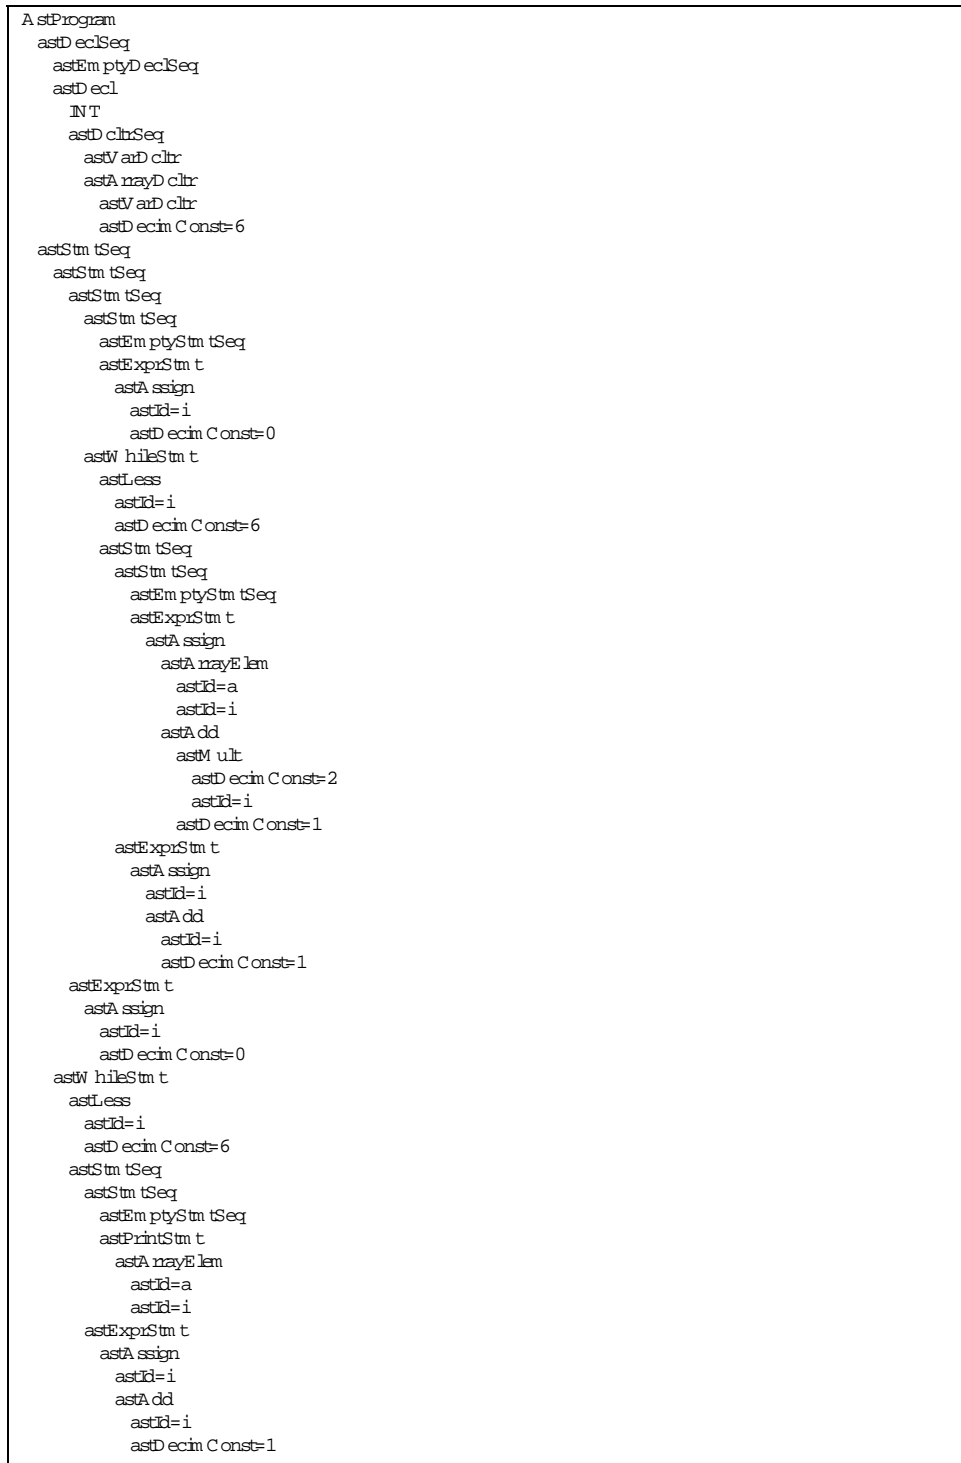 AstProgram
astDeclSeq
astEmptyDeclSeq
astDecl
INT
astDcltrSeq
astVarDcltr
astArrayDcltr
astVarDcltr
astDecimConst=6
astStmtSeq
astStmtSeq
astStmtSeq
astStmtSeq
astEmptyStmtSeq
astExprStmt
astAssign
astId=i
astDecimConst=0
astWhileStmt
astLess
astId=i
astDecimConst=6
astStmtSeq
astStmtSeq
astEmptyStmtSeq
astExprStmt
astAssign
astArrayElem
astId=a
astId=i
astAdd
astMult
astDecimConst=2
astId=i
astDecimConst=1
astExprStmt
astAssign
astId=i
astAdd
astId=i
astDecimConst=1
astExprStmt
astAssign
astId=i
astDecimConst=0
astWhileStmt
astLess
astId=i
astDecimConst=6
astStmtSeq
astStmtSeq
astEmptyStmtSeq
astPrintStmt
astArrayElem
astId=a
astId=i
astExprStmt
astAssign
astId=i
astAdd
astId=i
astDecimConst=1